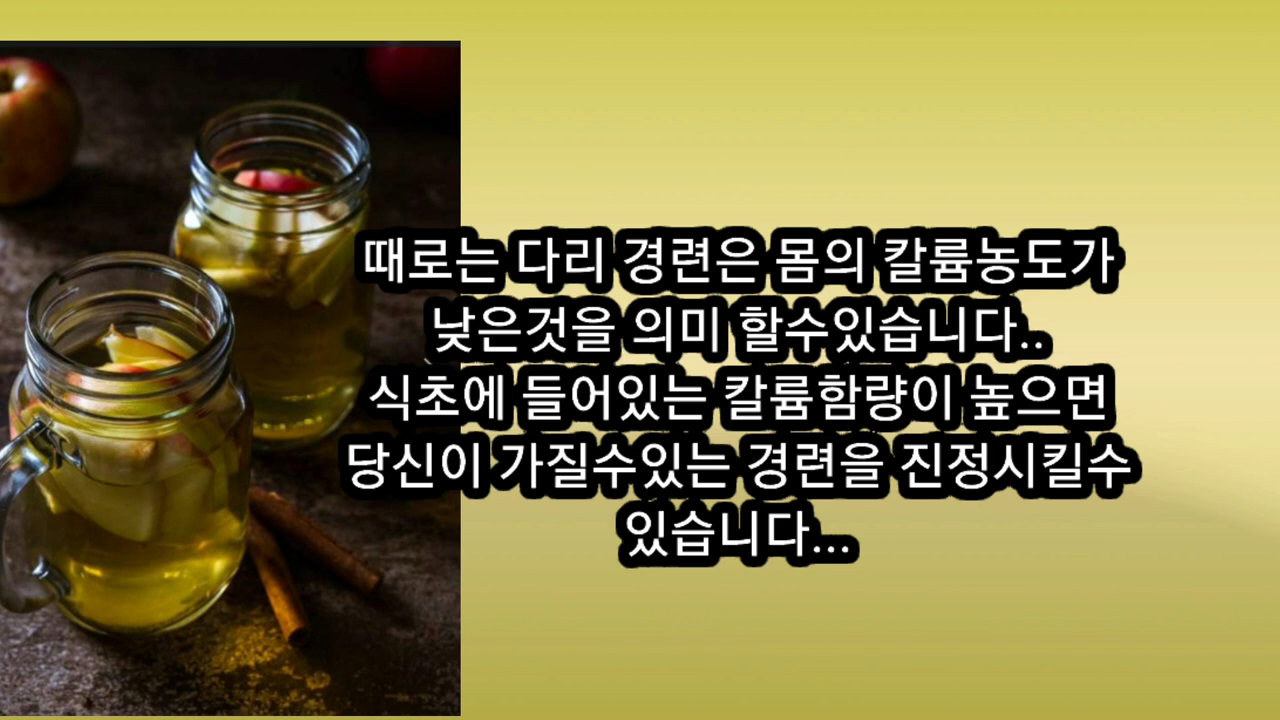 때로는 다리 경련은 몸의 칼륨농도가
낮은것을 의미 할수있습니다..
식초에 들어있는 칼륨함량이 높으면
당신이 가질수있는 경련을 진정시킬수
있습니다...